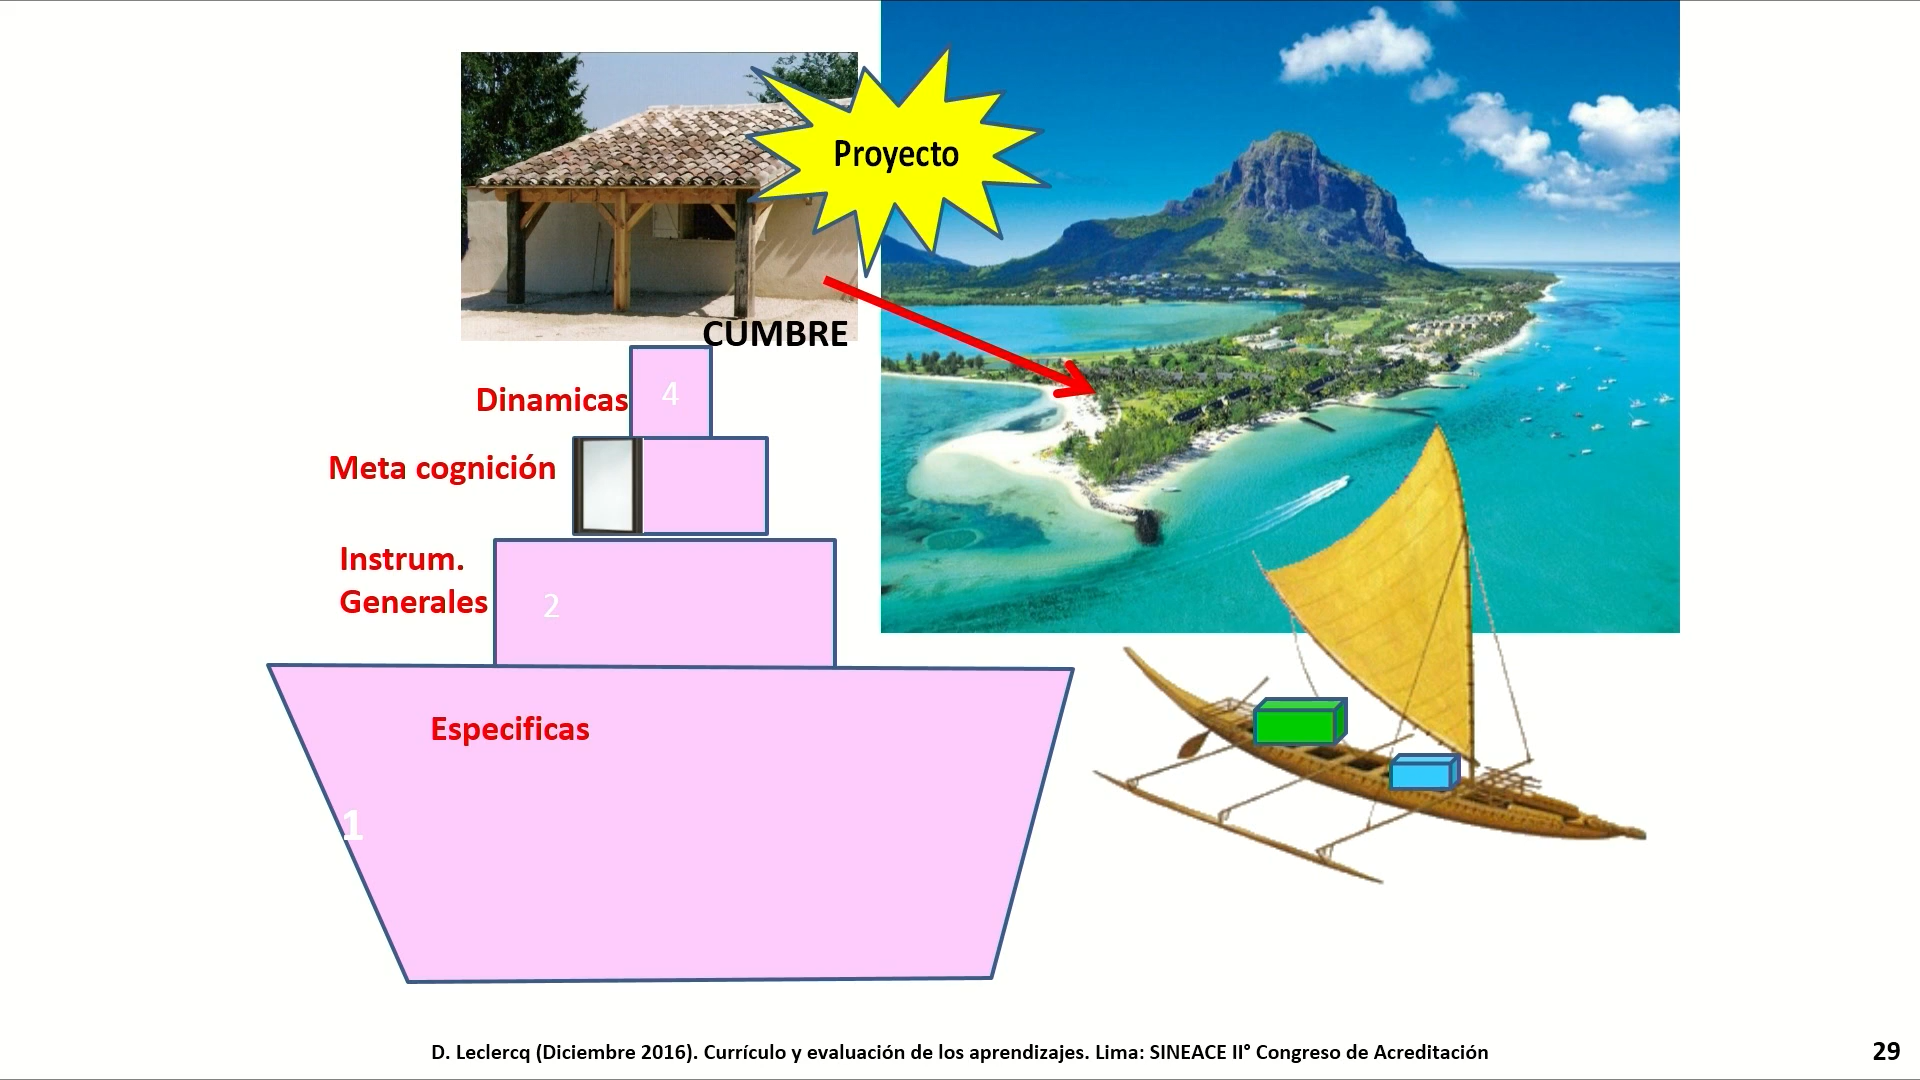 Proyecto
CUMBRE
Dinamicas
4
Meta cognición
Instrum.
Generales
2
Especificas
1
D. Leclercq (Diciembre 2016). Currículo y evaluación de los aprendizajes. Lima: SINEACE II° Congreso de Acreditación
29